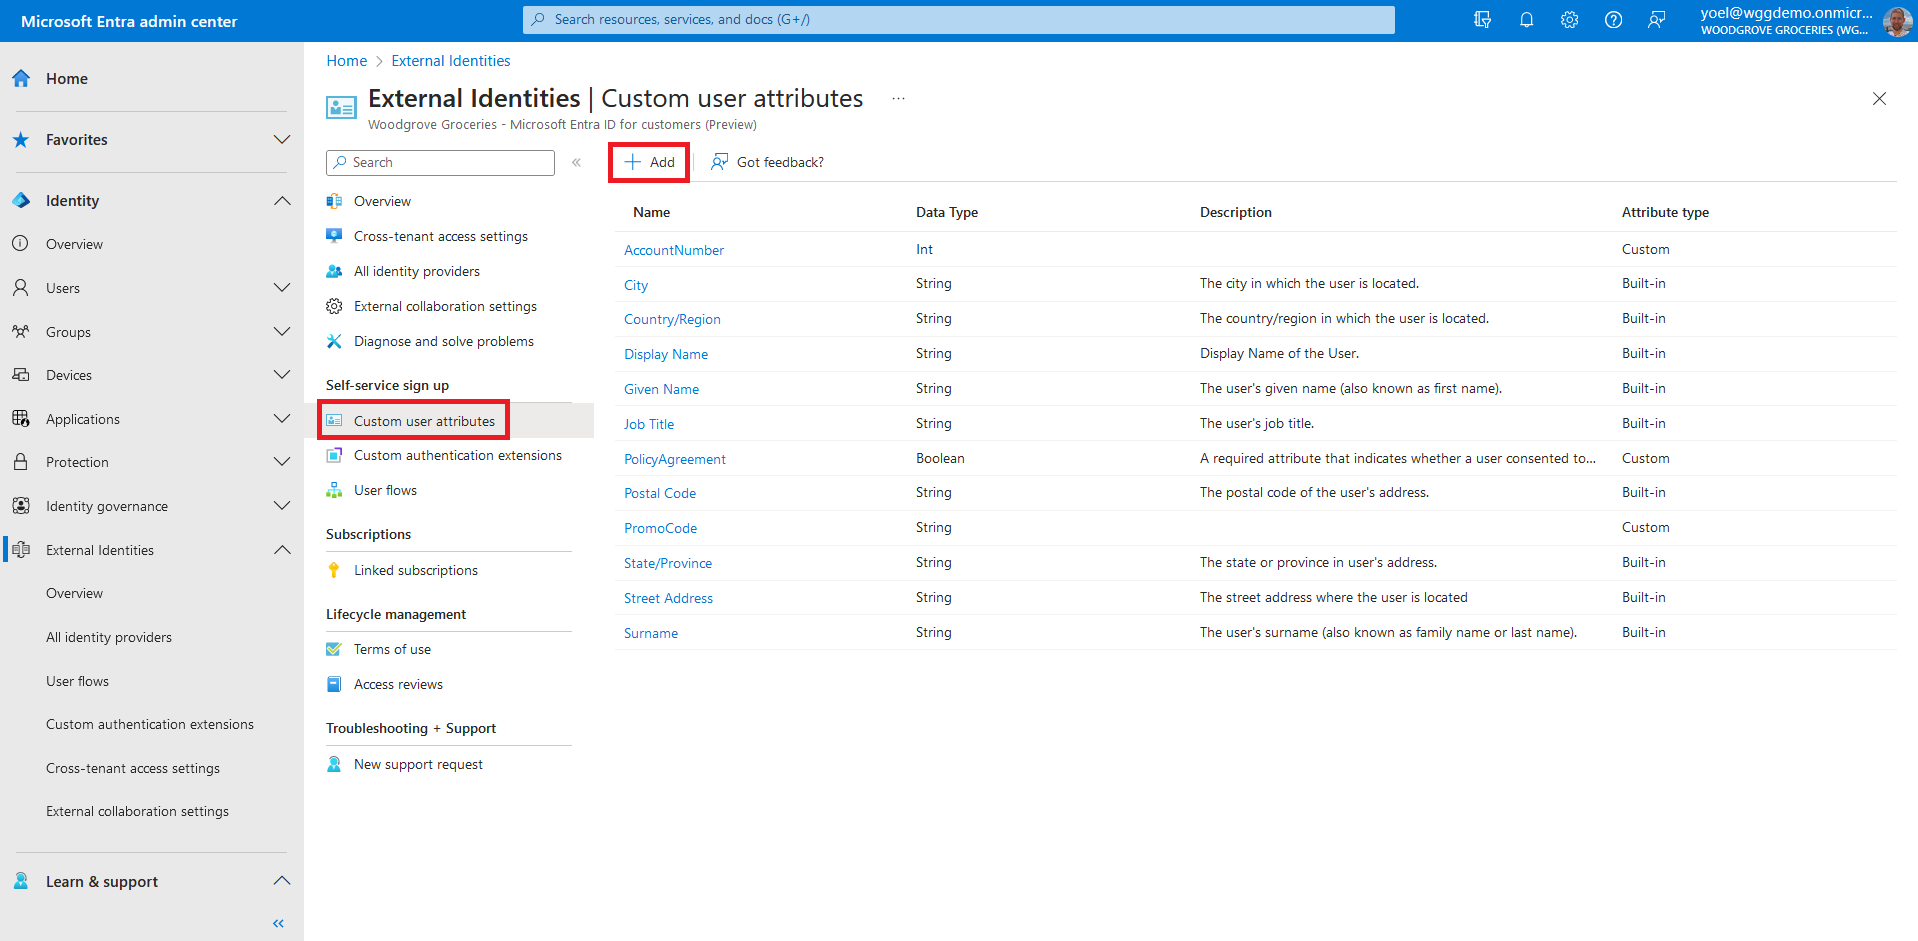 Microsoft Entra admin center
Search resources, services, and docs (G+/)
yoel@wggdemo.onmicr...
WOODGROVE GROCERIES (WG...
Home
Favorites
Identity
Overview
Users
Groups
Devices
Applications
Protection
Identity governance
External Identities
Overview
All identity providers
User flows
Custom authentication extensions
Cross-tenant access settings
External collaboration settings
Learn & support
Home > External Identities
External Identities | Custom user attributes ...
Woodgrove Groceries - Microsoft Entra ID for customers (Preview)
Search
Overview
Cross-tenant access settings
All identity providers
External collaboration settings
Diagnose and solve problems
Self-service sign up
Custom user attributes
Custom authentication extensions
User flows
Subscriptions
Linked subscriptions
Lifecycle management
Terms of use
Access reviews
Troubleshooting + Support
New support request
Add Got feedback?
Name Data Type Description Attribute type
AccountNumber Int Custom
City String The city in which the user is located. Built-in
Country/Region String The country/region in which the user is located. Built-in
Display Name String Display Name of the User. Built-in
Given Name String The user's given name (also known as first name). Built-in
Job Title String The user's job title. Built-in
PolicyAgreement Boolean A required attribute that indicates whether a user consented to... Custom
Postal Code String The postal code of the user's address. Built-in
PromoCode String Custom
State/Province String The state or province in user's address. Built-in
Street Address String The street address where the user is located Built-in
Surname String The user's surname (also known as family name or last name). Built-in